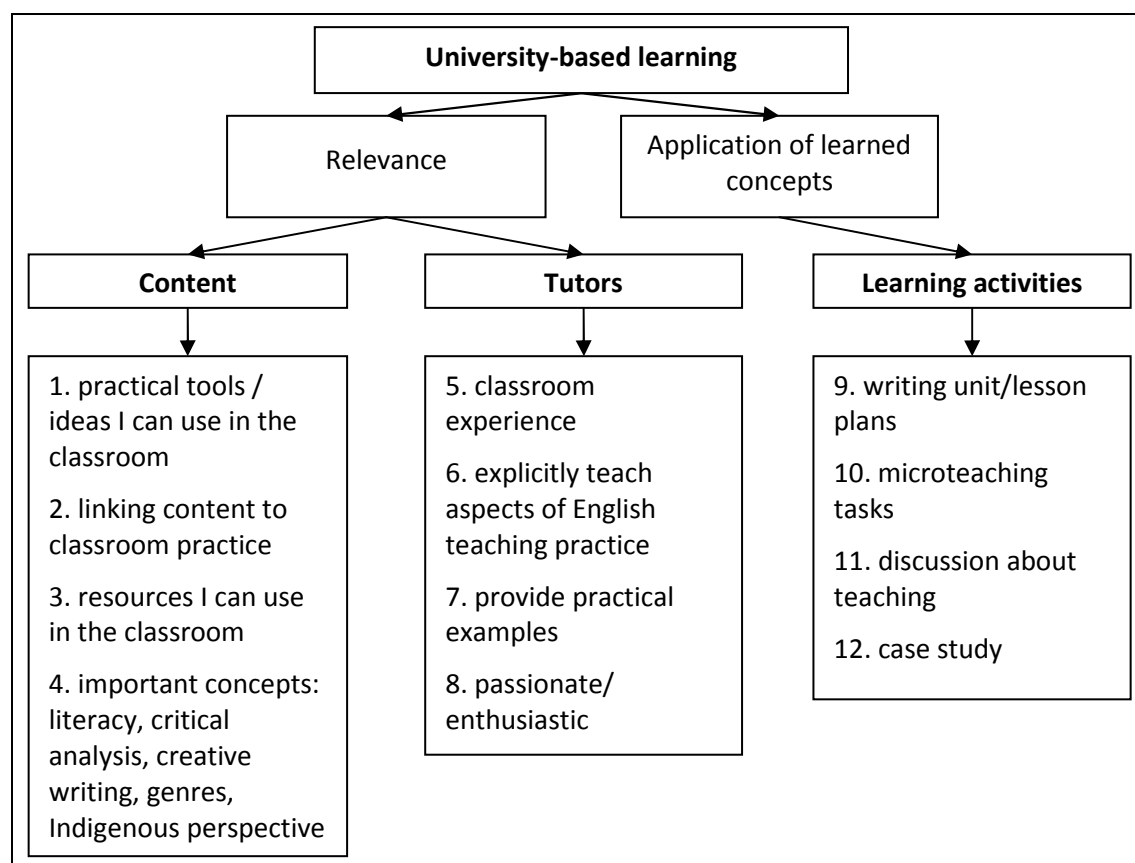 University-based learning
Relevance
Application of learned
concepts
Content
Tutors
Learning activities
1. practical tools /
ideas I can use in the
classroom
2. linking content to
classroom practice
3. resources I can use
in the classroom
4. important concepts:
literacy, critical
analysis, creative
writing, genres,
Indigenous perspective
5. classroom
experience
6. explicitly teach
aspects of English
teaching practice
7. provide practical
examples
8. passionate/
enthusiastic
9. writing unit/lesson
plans
10. microteaching
tasks
11. discussion about
teaching
12. case study